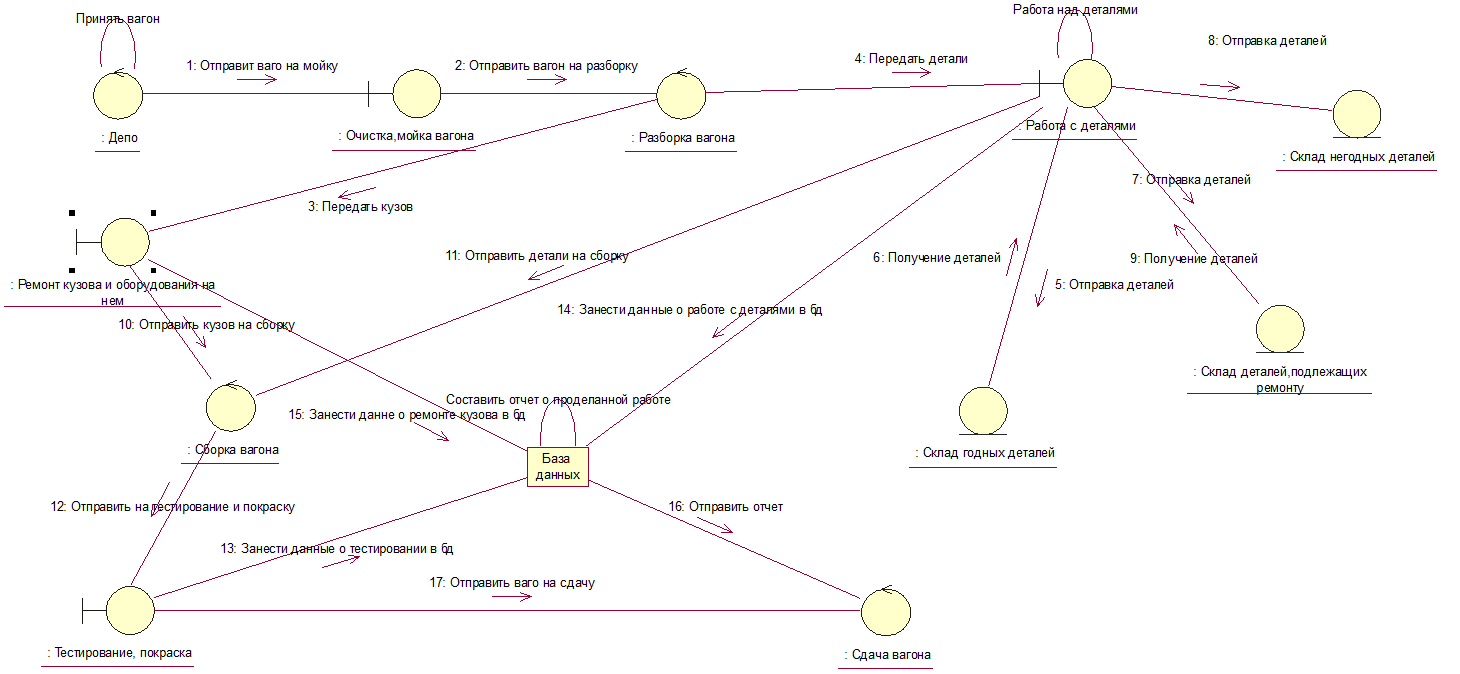 Принять вагон
Работа над деталями
1: Отправит ваго на мойку
2: Отправить вагон на разборку
4: Передать детали
8: Отправка деталей
: Депо
: Очистка,мойка вагона
: Разборка вагона
: Работа с деталями
: Склад негодных деталей
7: Отправка деталей
3: Передать кузов
11: Отправить детали на сборку
6: Получение деталей
9: Получение деталей
5: Отправка деталей
: Ремонт кузова и оборудования на
нем
14: Занести данные о работе с деталями в бд
10: Отправить кузов на сборку
: Склад деталей,подлежащих
ремонту
Составить отчет о проделанной работе
15: Занести данне о ремонте кузова в бд
: Сборка вагона
База
данных
: Склад годных деталей
12: Отправить на тестирование и покраску
16: Отправить отчет
13: Занести данные о тестировании в бд
17: Отправить ваго на сдачу
: Тестирование, покраска
: Сдача вагона